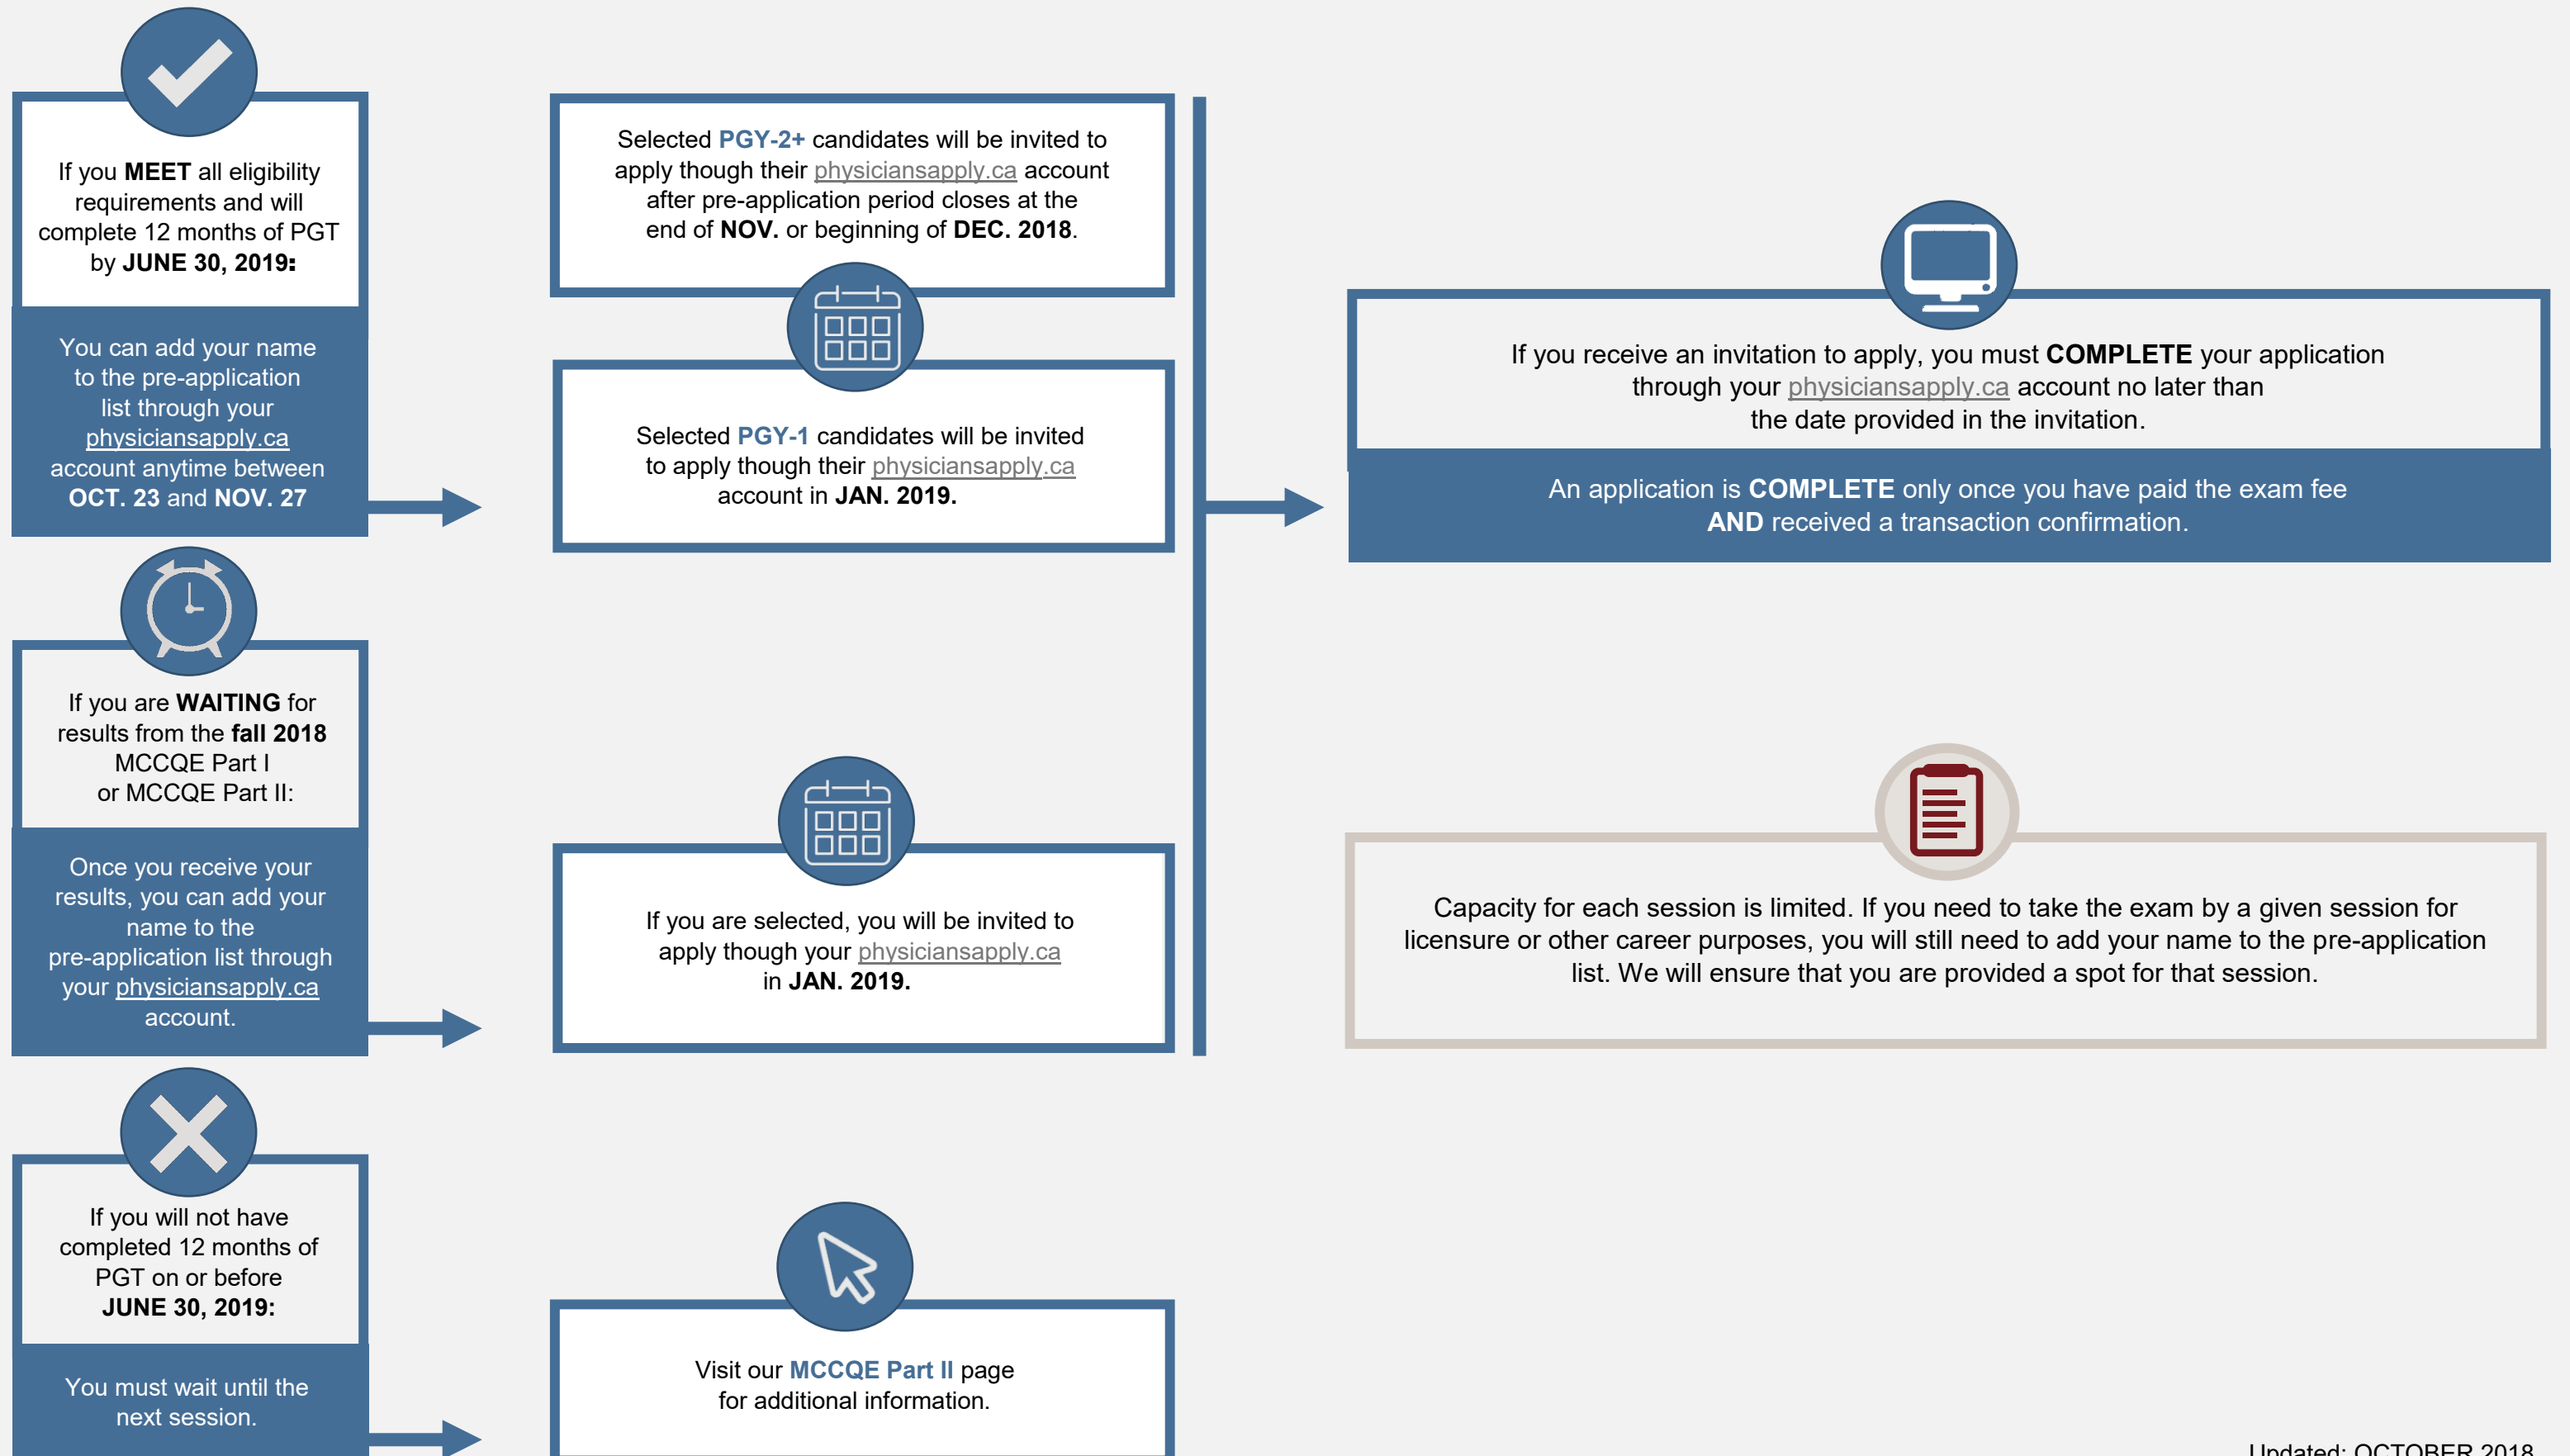 If you MEET all eligibility
requirements and will
complete 12 months of PGT
by JUNE 30, 2019:
You can add your name
to the pre-application
list through your
physiciansapply.ca
account anytime between
OCT. 23 and NOV. 27
Selected PGY-2+ candidates will be invited to
apply though their physiciansapply.ca account
after pre-application period closes at the
end of NOV. or beginning of DEC. 2018.
Selected PGY-1 candidates will be invited
to apply though their physiciansapply.ca
account in JAN. 2019.
If you receive an invitation to apply, you must COMPLETE your application
through your physiciansapply.ca account no later than
the date provided in the invitation.
An application is COMPLETE only once you have paid the exam fee
AND received a transaction confirmation.
If you are WAITING for
results from the fall 2018
MCCQE Part I
or MCCQE Part II:
Once you receive your
results, you can add your
name to the
pre-application list through
your physiciansapply.ca
account.
If you are selected, you will be invited to
apply though your physiciansapply.ca
in JAN. 2019.
Capacity for each session is limited. If you need to take the exam by a given session for
licensure or other career purposes, you will still need to add your name to the pre-application
list. We will ensure that you are provided a spot for that session.
If you will not have
completed 12 months of
PGT on or before
JUNE 30, 2019:
You must wait until the
next session.
Visit our MCCQE Part II page
for additional information.
Updated: OCTOBER 2018